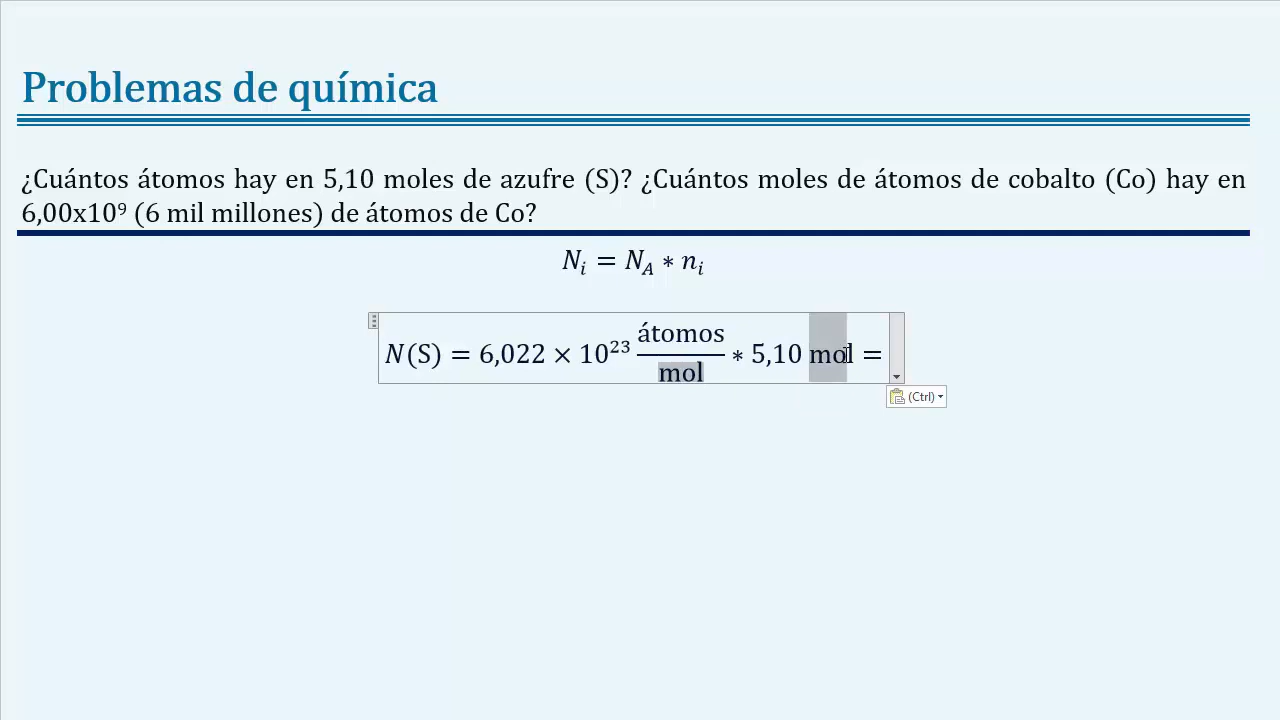 Problemas de química
¿Cuántos átomos hay en 5,10 moles de azufre (S)? ¿Cuántos moles de átomos de cobalto (Co) hay en
6,00x10⁹ (6 mil millones) de átomos de Co?
Nᵢ = N_A ∗ nᵢ
N(S) = 6,022 × 10²³ átomos/mol ∗ 5,10 mol =
(Ctrl)